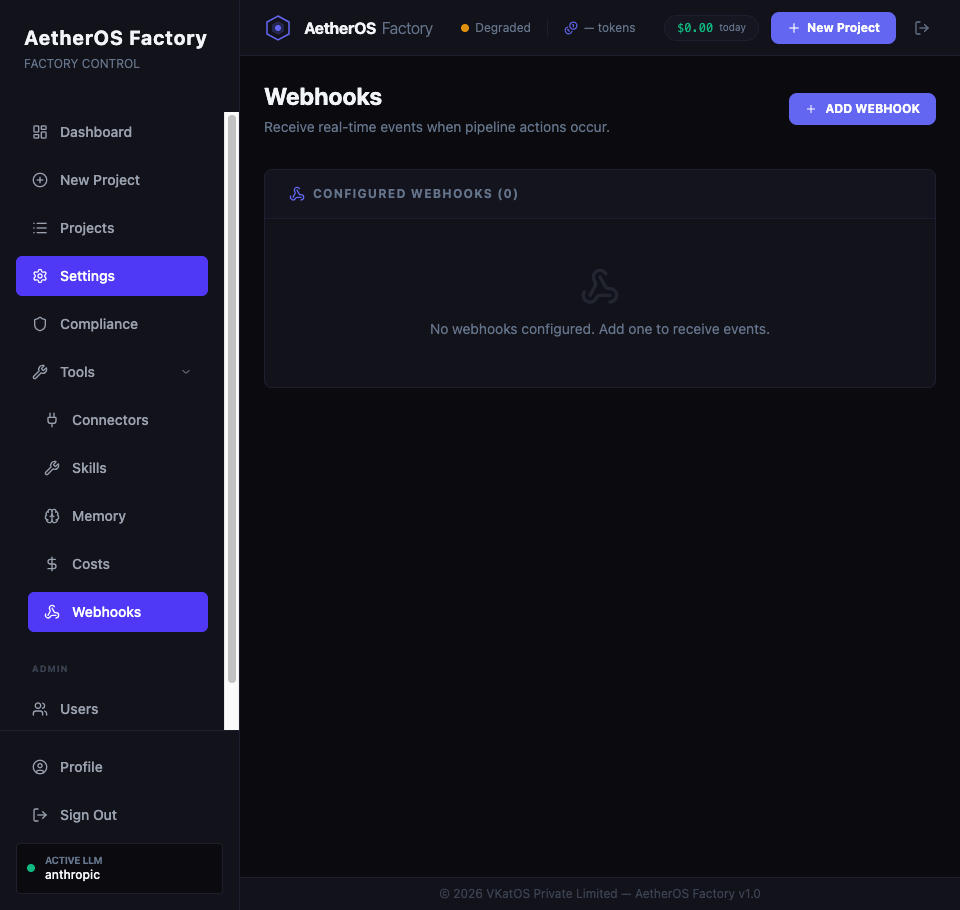 AetherOS Factory
FACTORY CONTROL
Dashboard
New Project
Projects
Settings
Compliance
Tools
Connectors
Skills
Memory
Costs
Webhooks
ADMIN
Users
Profile
Sign Out
ACTIVE LLM
anthropic
AetherOS Factory
Degraded
— tokens
$0.00 today
New Project
Webhooks
Receive real-time events when pipeline actions occur.
ADD WEBHOOK
CONFIGURED WEBHOOKS (0)
No webhooks configured. Add one to receive events.
© 2026 VKatOS Private Limited — AetherOS Factory v1.0